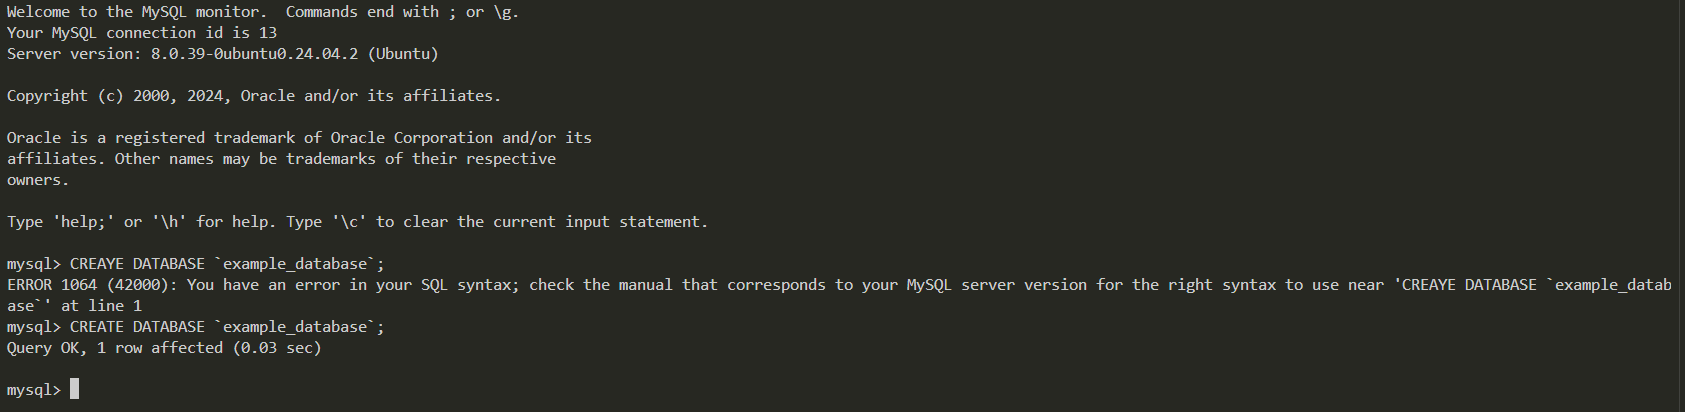 Welcome to the MySQL monitor.  Commands end with ; or \g.
Your MySQL connection id is 13
Server version: 8.0.39-0ubuntu0.24.04.2 (Ubuntu)
Copyright (c) 2000, 2024, Oracle and/or its affiliates.
Oracle is a registered trademark of Oracle Corporation and/or its
affiliates. Other names may be trademarks of their respective
owners.
Type 'help;' or '\h' for help. Type '\c' to clear the current input statement.
mysql> CREAYE DATABASE `example_database`;
ERROR 1064 (42000): You have an error in your SQL syntax; check the manual that corresponds to your MySQL server version for the right syntax to use near 'CREAYE DATABASE `example_datab
ase`' at line 1
mysql> CREATE DATABASE `example_database`;
Query OK, 1 row affected (0.03 sec)
mysql>